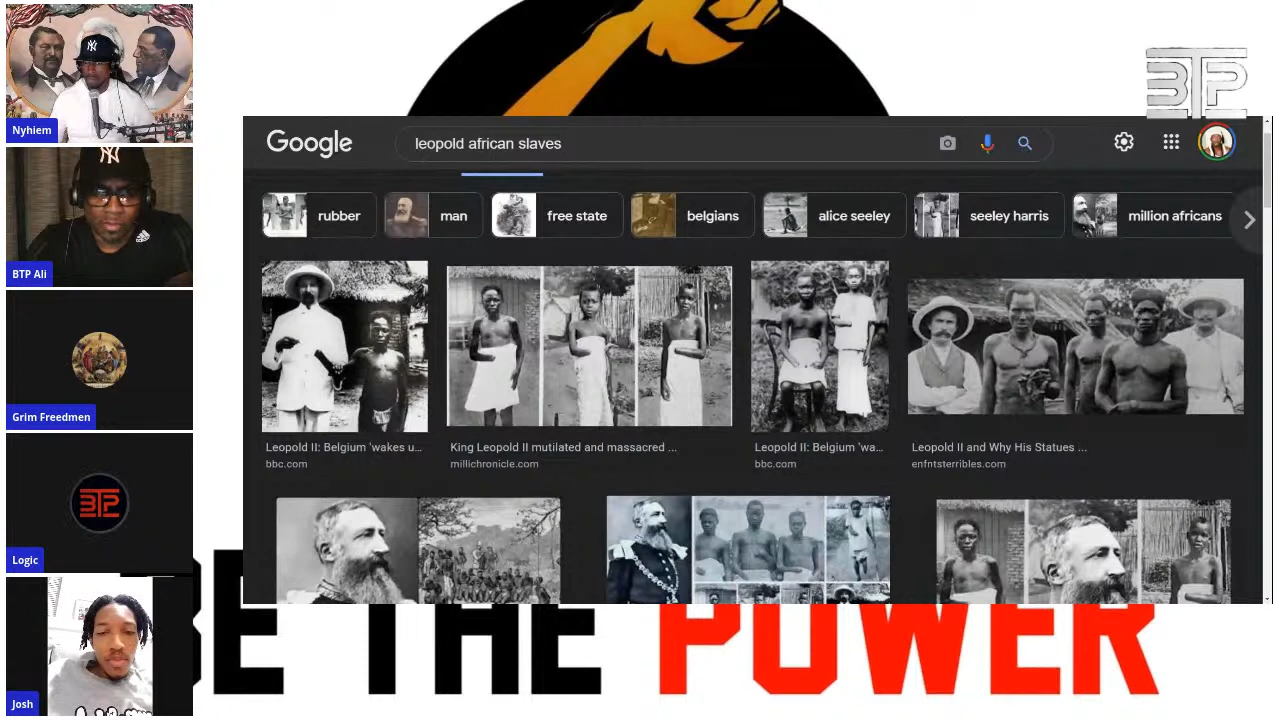 Nyhiem
BTP Ali
Grim Freedmen
BTP
Logic
Josh
BTP
Google
leopold african slaves
rubber
man
free state
belgians
alice seeley
seeley harris
million africans
Leopold II: Belgium 'wakes u...
bbc.com
King Leopold II mutilated and massacred ...
millichronicle.com
Leopold II: Belgium 'wa...
bbc.com
Leopold II and Why His Statues ...
enfntsterribles.com
BE THE POWER